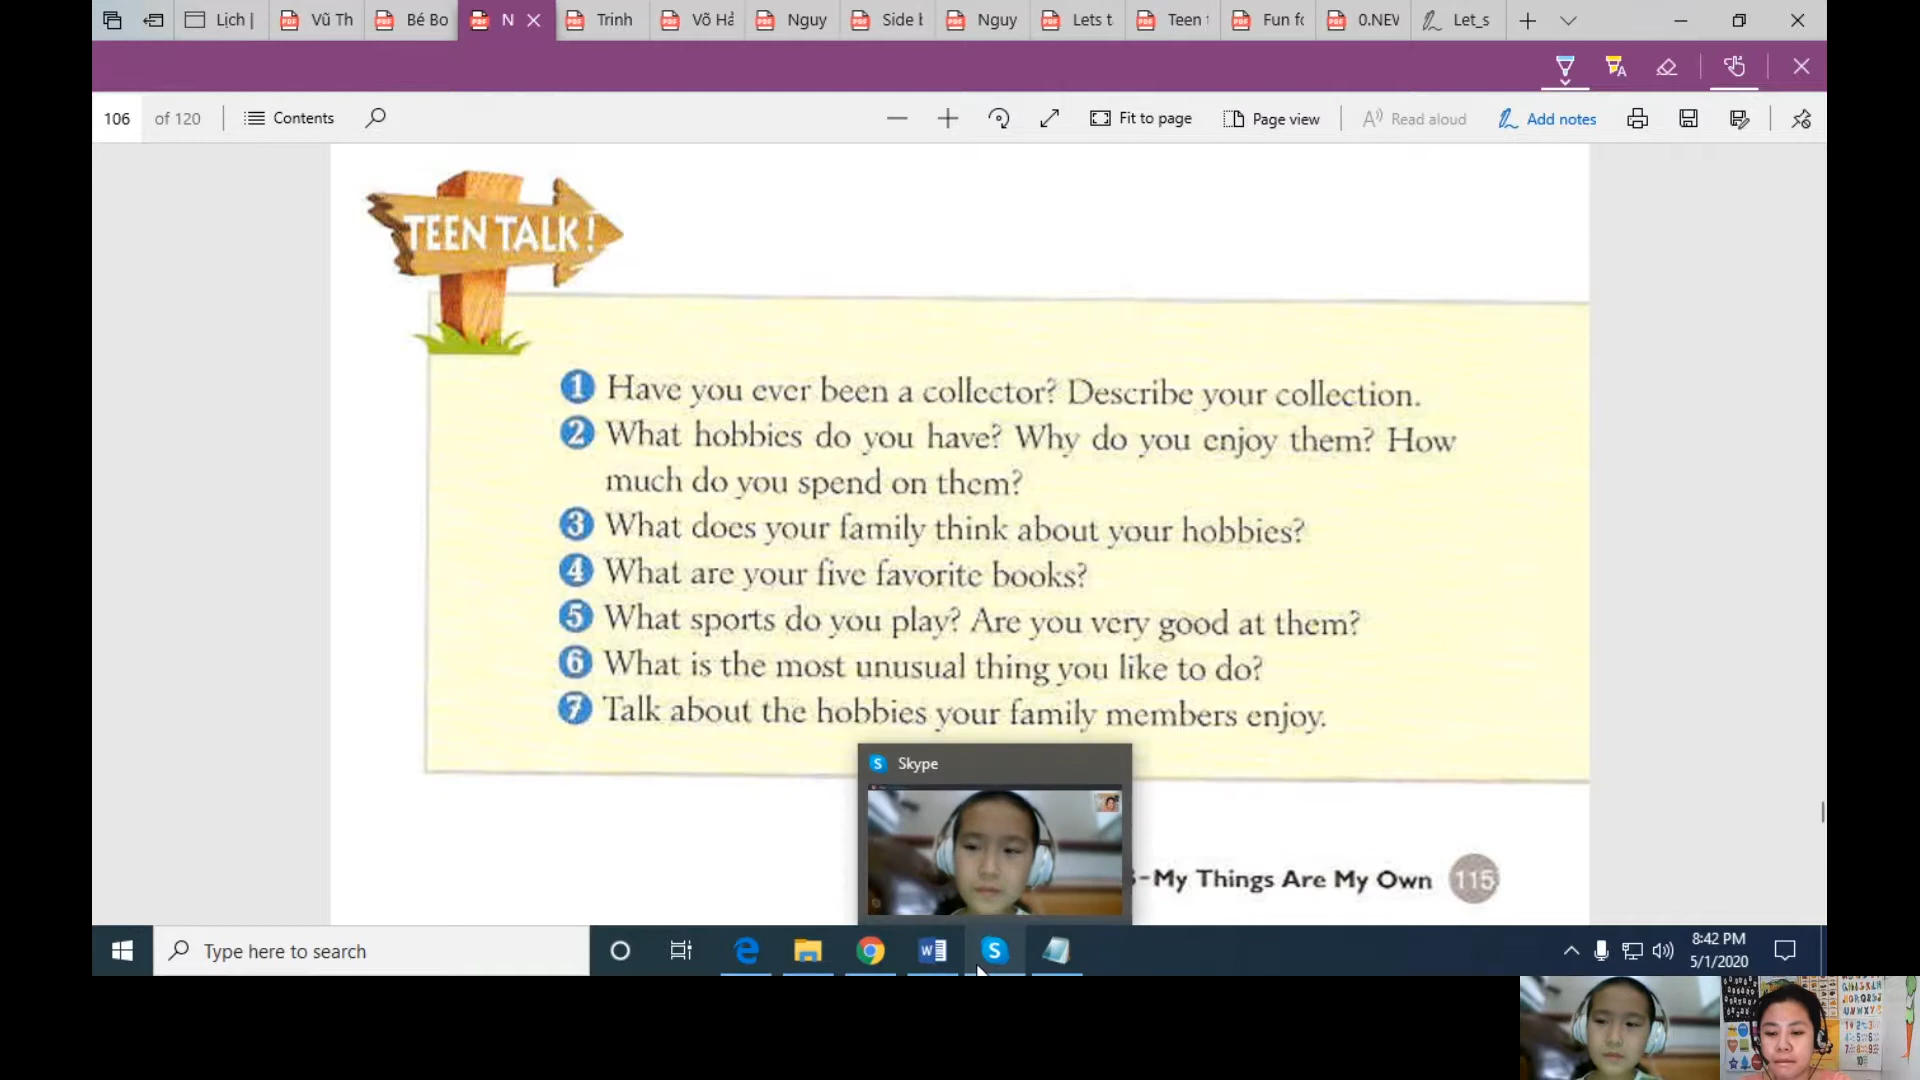 Lịch |
Vũ Th
Bé Bo
N
Trinh
Võ Hả
Nguy
Side b
Nguy
Lets t
Teen t
Fun fo
0.NEV
Let_s
106 of 120
Contents
Fit to page
Page view
Read aloud
Add notes
TEEN TALK!
1 Have you ever been a collector? Describe your collection.
2 What hobbies do you have? Why do you enjoy them? How
much do you spend on them?
3 What does your family think about your hobbies?
4 What are your five favorite books?
5 What sports do you play? Are you very good at them?
6 What is the most unusual thing you like to do?
7 Talk about the hobbies your family members enjoy.
Skype
-My Things Are My Own 115
Type here to search
8:42 PM
5/1/2020